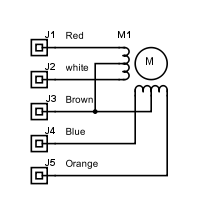 J1 Red M1
J2 white M
J3 Brown
J4 Blue
J5 Orange